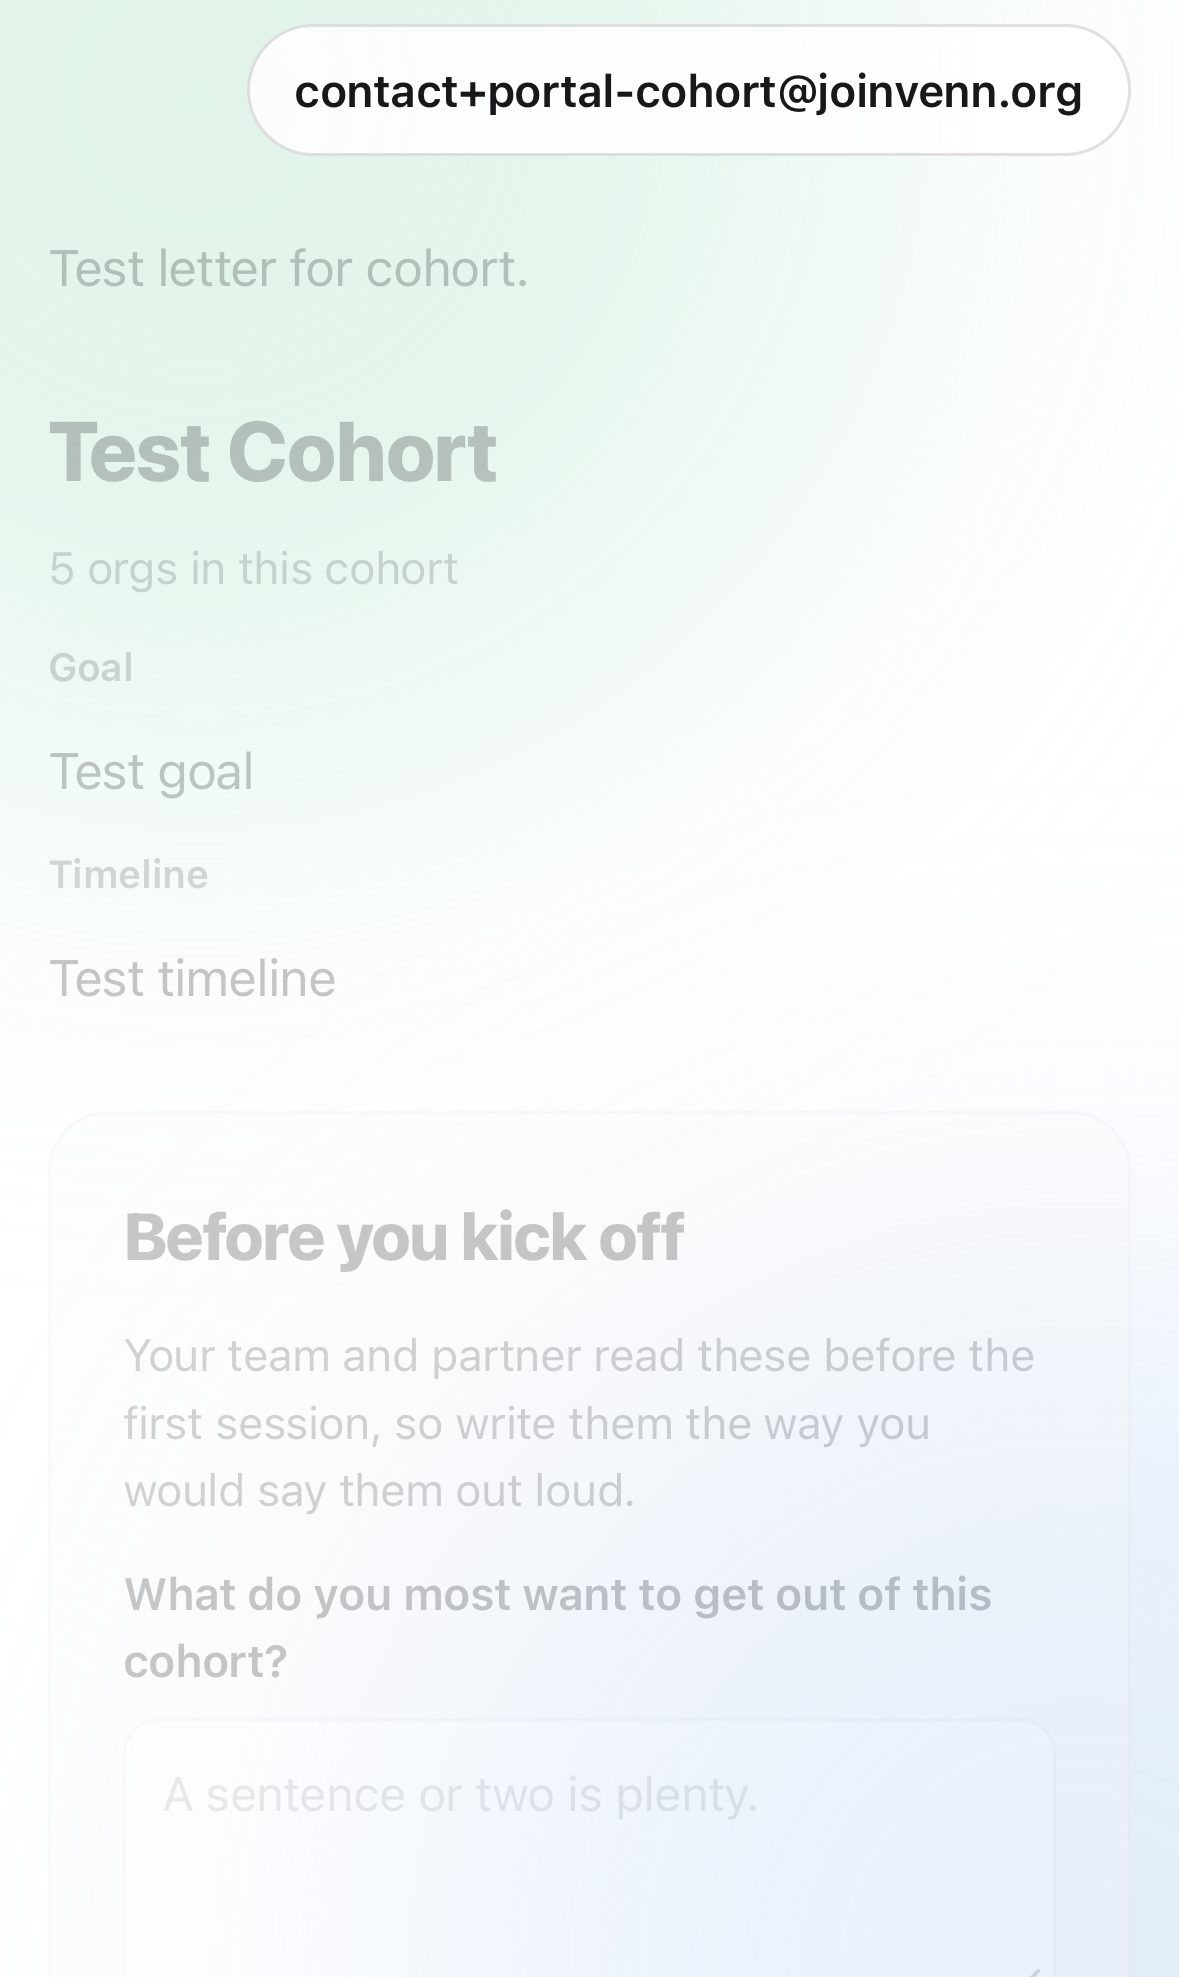 contact+portal-cohort@joinvenn.org
Test letter for cohort.
Test Cohort
5 orgs in this cohort
Goal
Test goal
Timeline
Test timeline
Before you kick off
Your team and partner read these before the
first session, so write them the way you
would say them out loud.
What do you most want to get out of this
cohort?
A sentence or two is plenty.